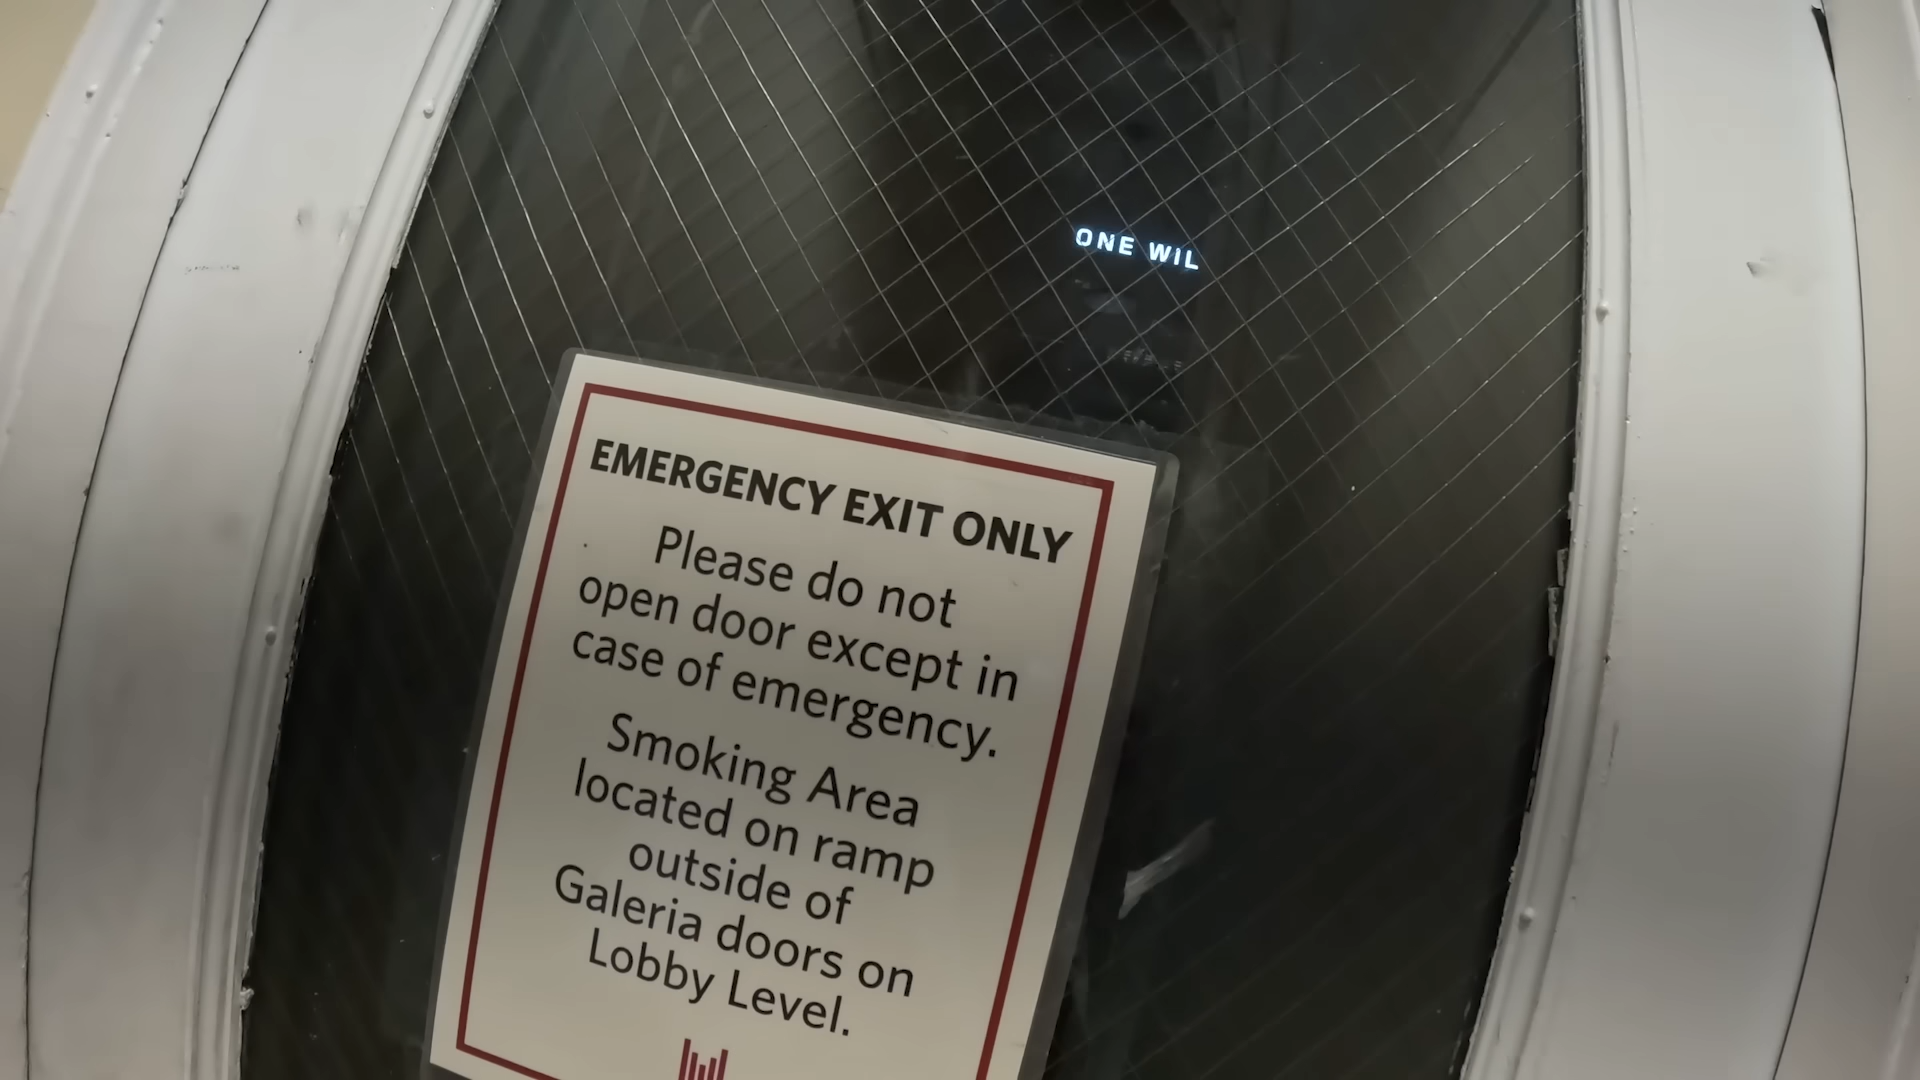 ONE WIL
EMERGENCY EXIT ONLY
Please do not
open door except in
case of emergency.
Smoking Area
located on ramp
outside of
Galeria doors on
Lobby Level.